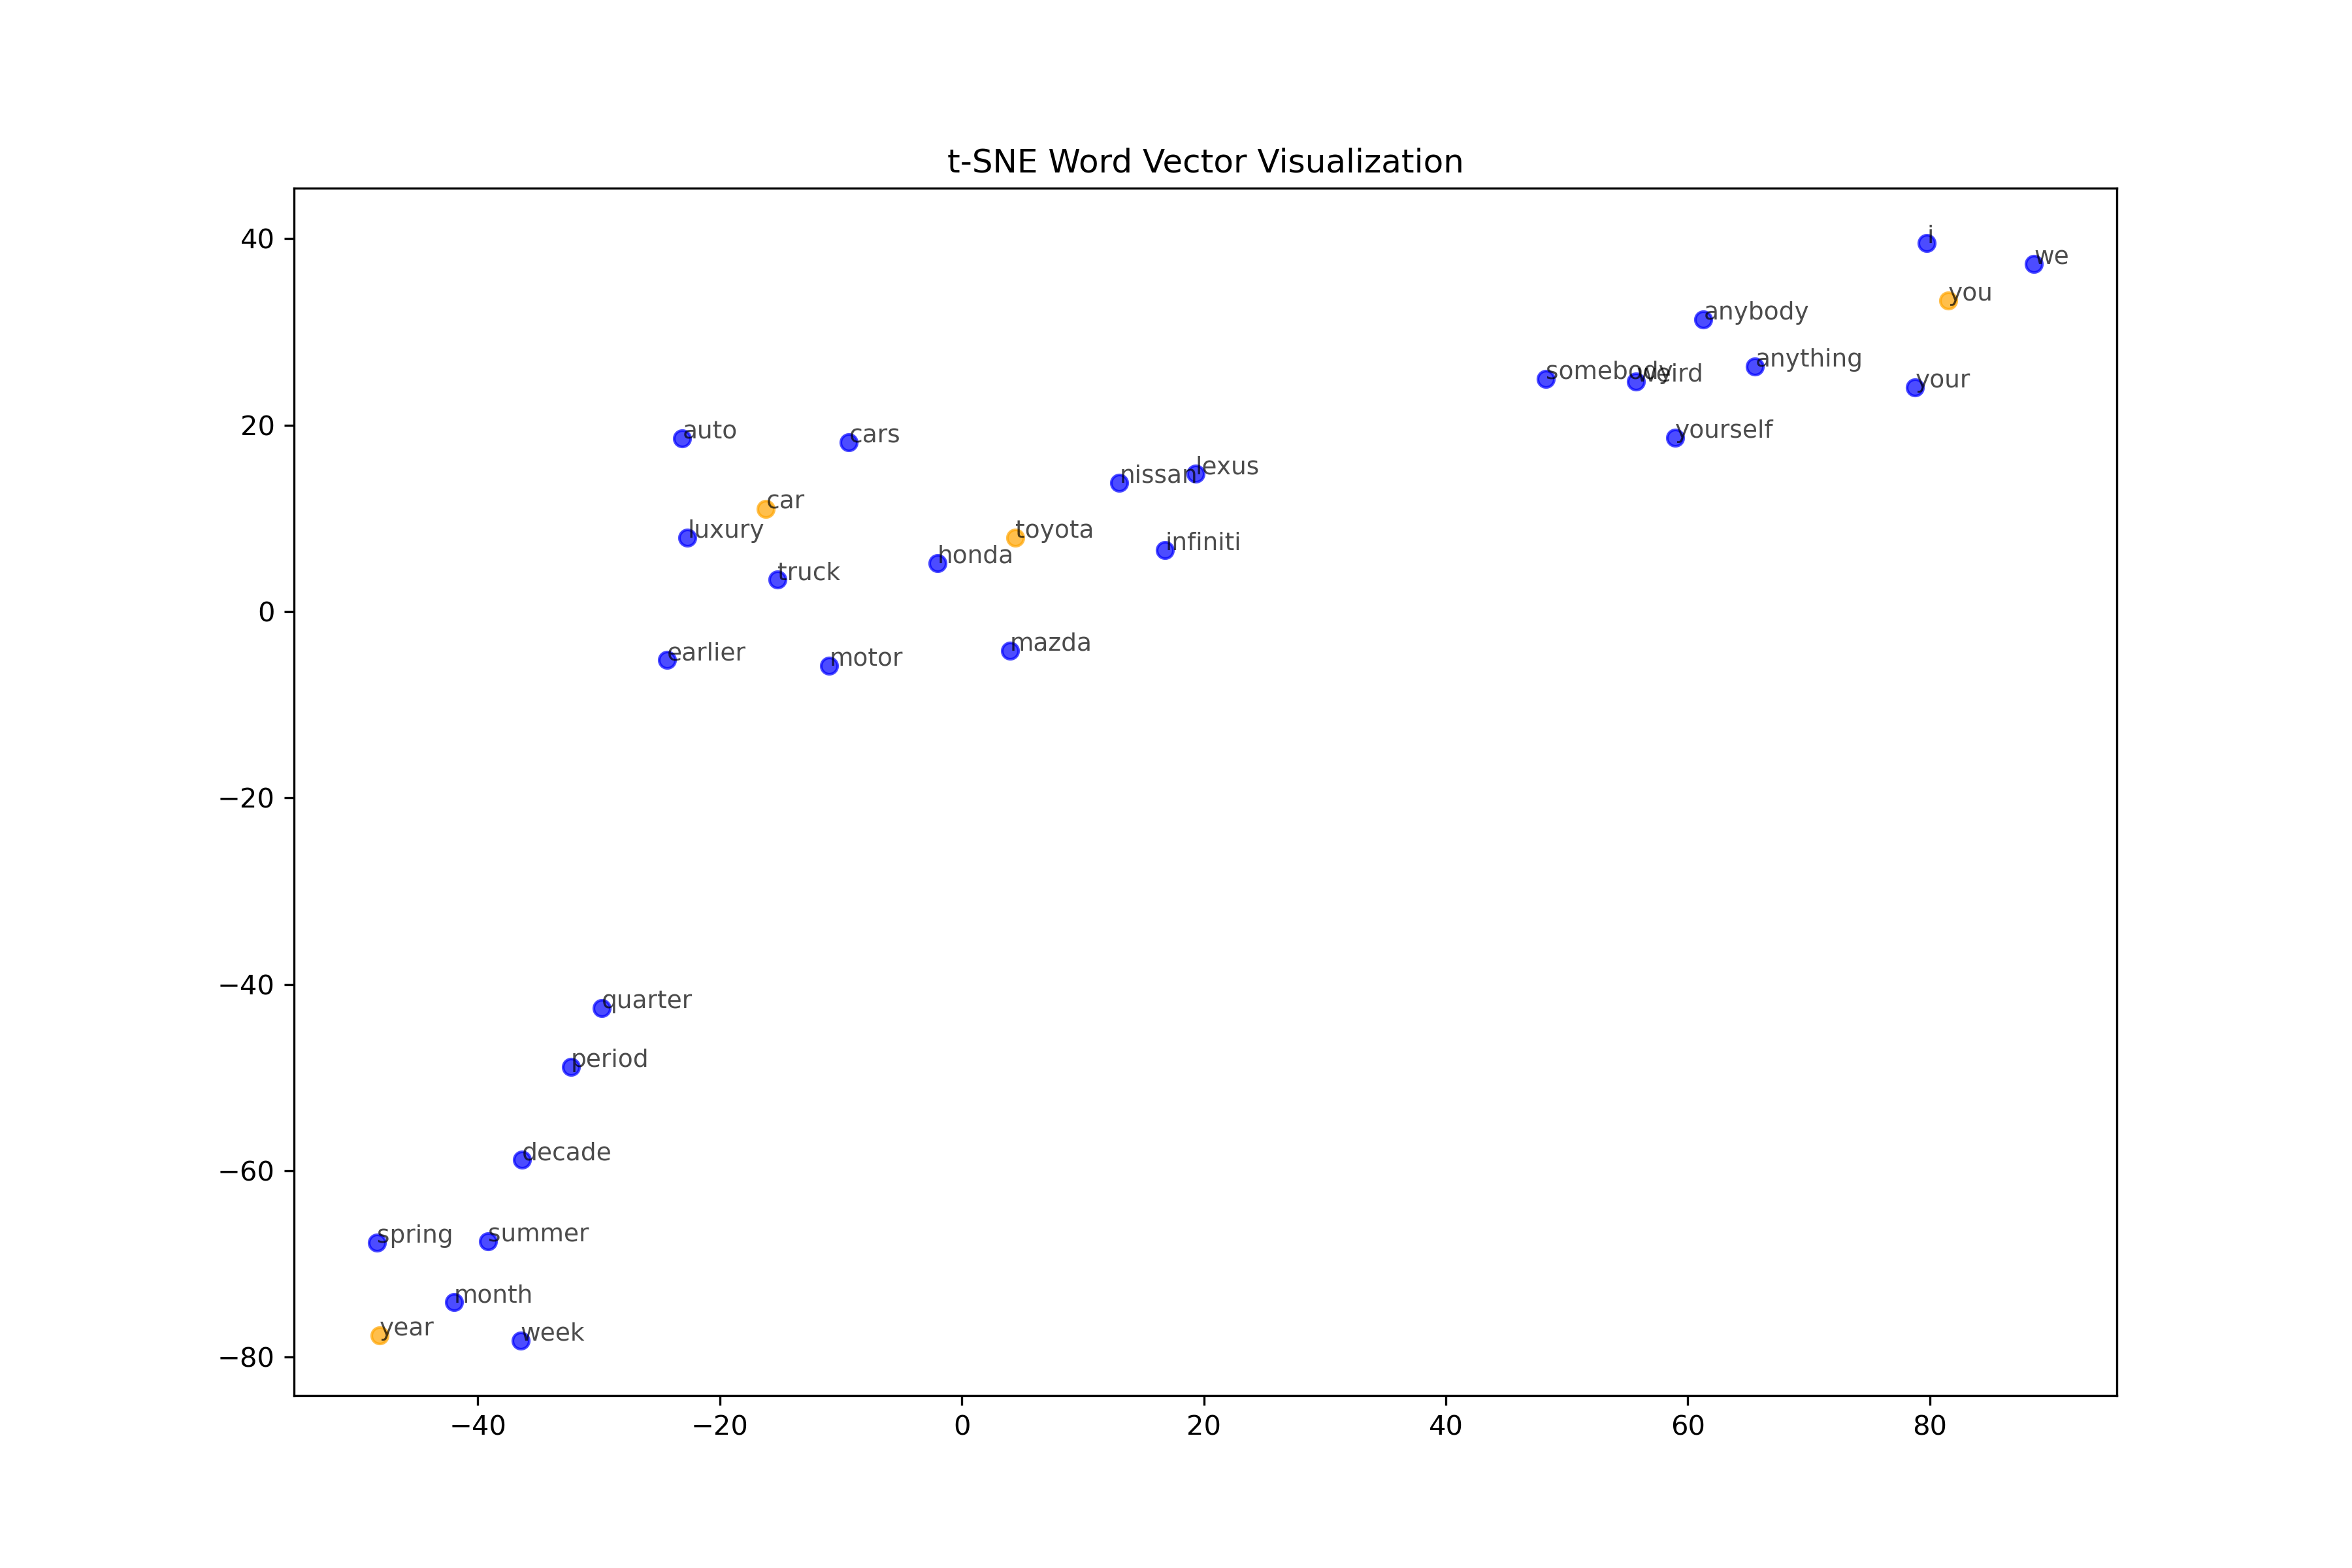 t-SNE Word Vector Visualization
40
20
0
−20
−40
−60
−80
i
we
you
anybody
anything
somebody
weird
your
yourself
auto
cars
lexus
nissan
car
luxury
toyota
infiniti
honda
truck
mazda
earlier
motor
quarter
period
decade
spring
summer
month
year
week
−40
−20
0
20
40
60
80